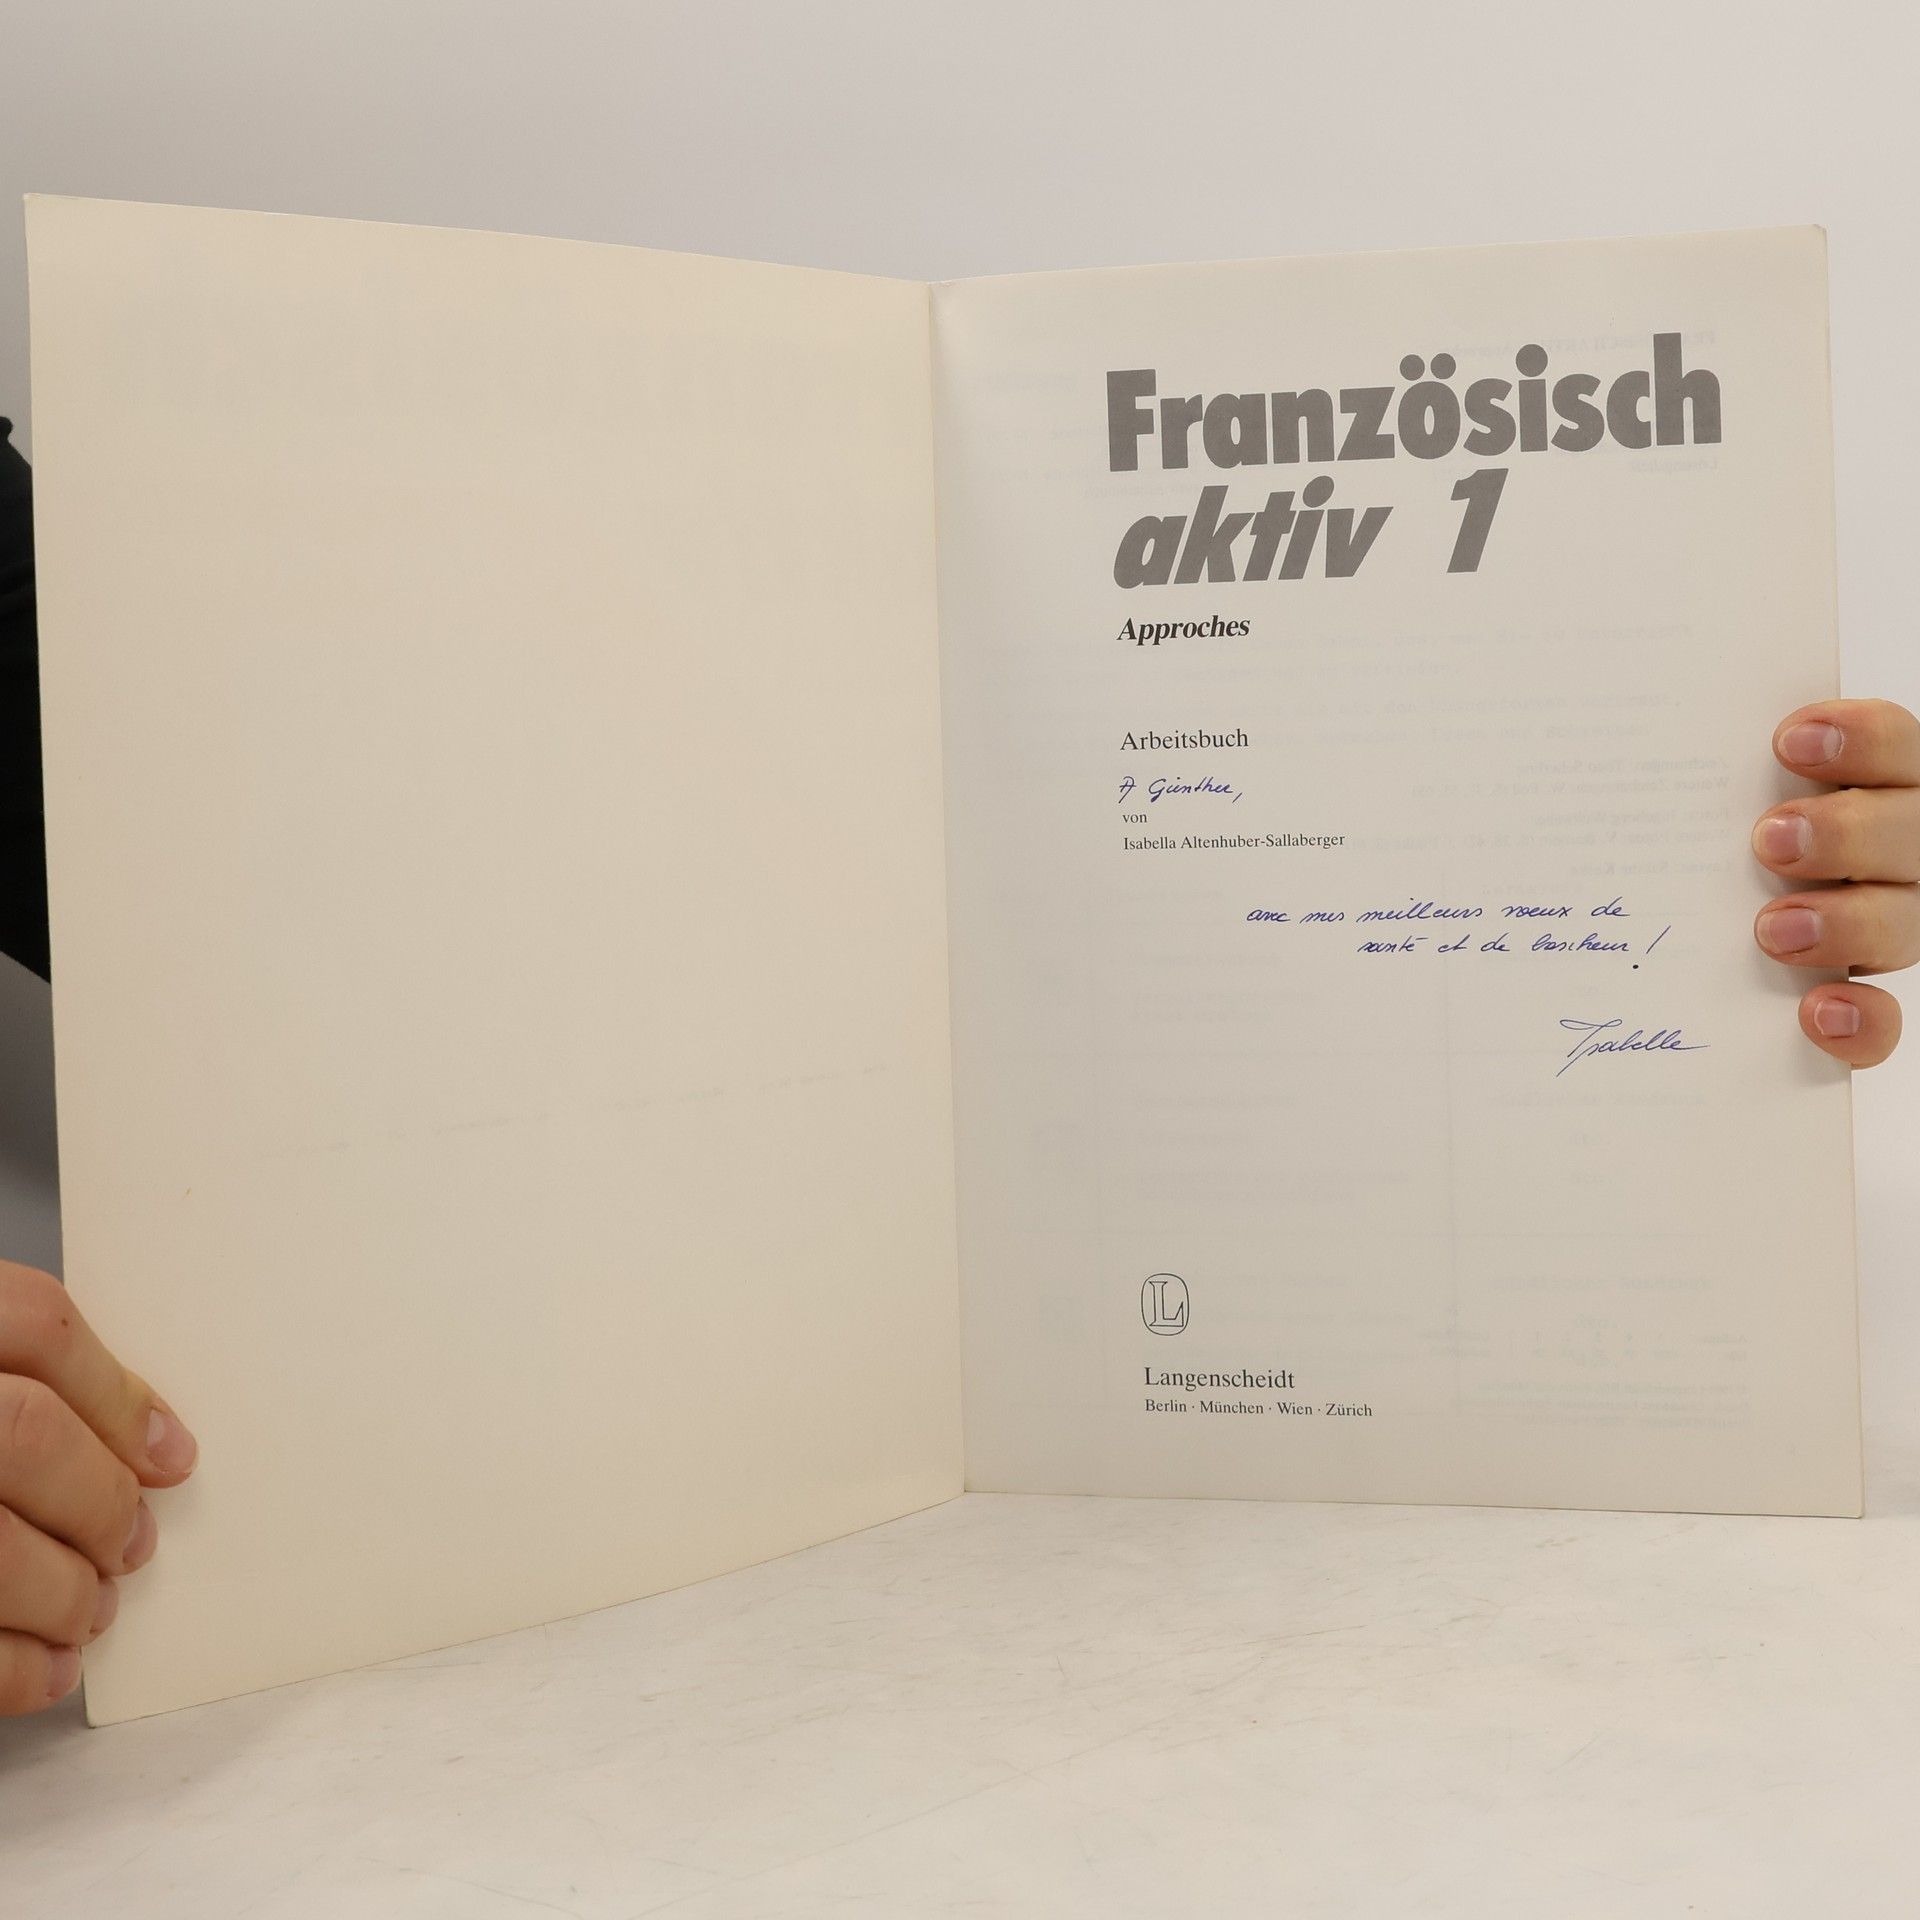 Französisch
aktiv 1
Approches
Arbeitsbuch
A Günther,
von
Isabella Altenhuber-Sallaberger
avec mes meilleurs voeux de
santé et de bonheur !
Isabelle
L
Langenscheidt
Berlin · München · Wien · Zürich